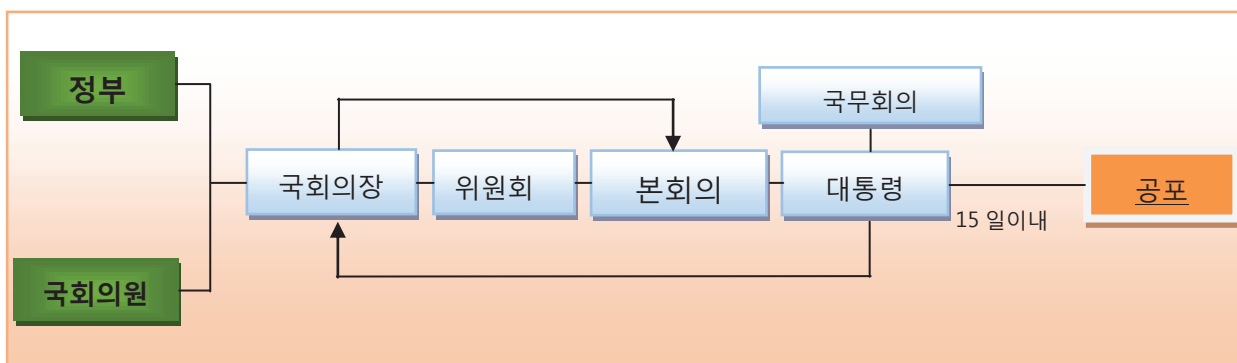 정부
국회의원
국회의장
위원회
본회의
국무회의
대통령
15 일이내
공포